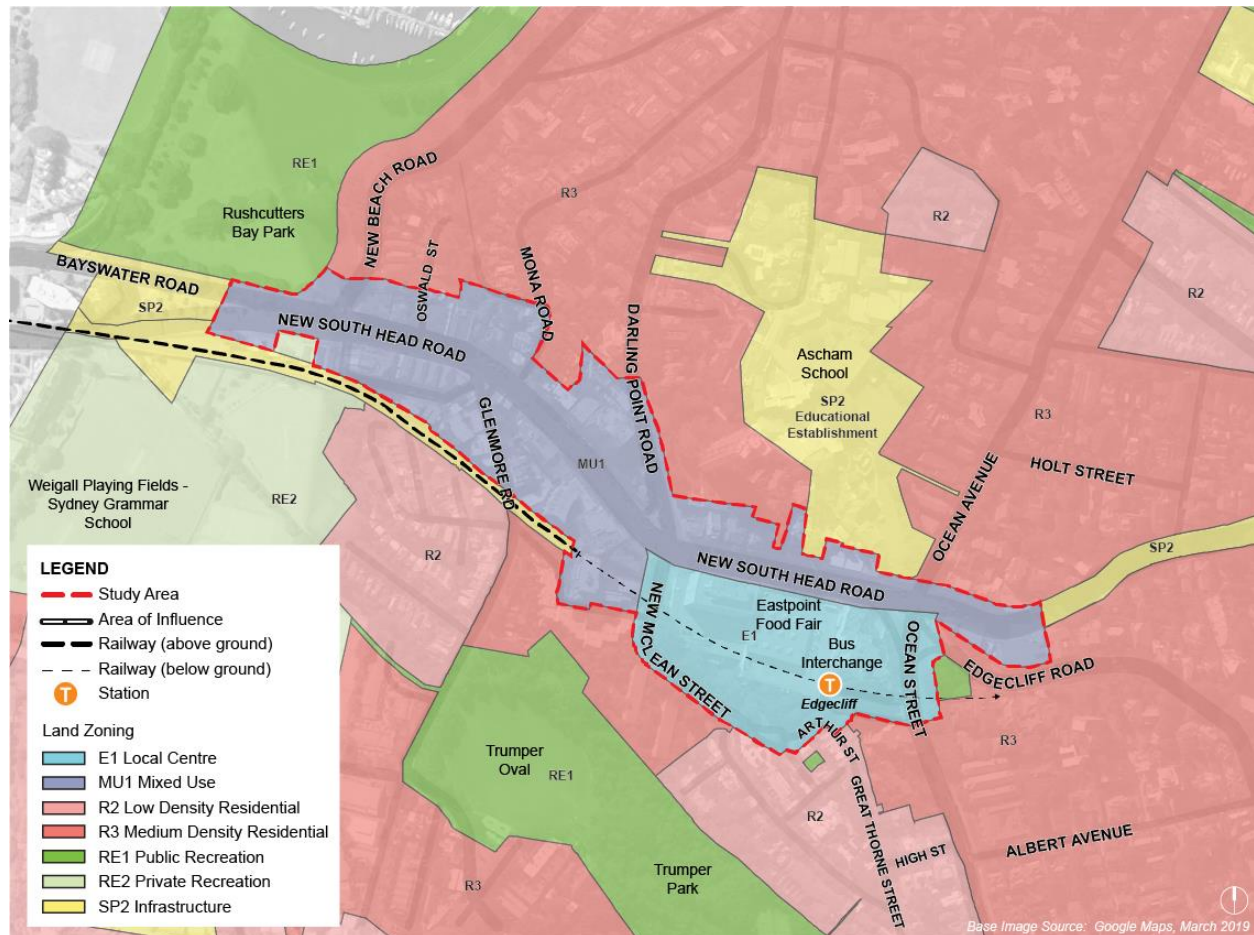 RE1
Rushcutters
Bay Park
NEW BEACH ROAD
R3
R2
R2
BAYSWATER ROAD
SP2
OSWALD ST
MONA ROAD
NEW SOUTH HEAD ROAD
DARLING POINT ROAD
Ascham
School
SP2
Educational
Establishment
R3
HOLT STREET
OCEAN AVENUE
GLENMORE RD
MU1
Weigall Playing Fields -
Sydney Grammar
School
RE2
R2
SP2
NEW SOUTH HEAD ROAD
NEW MCLEAN STREET
Eastpoint
Food Fair
E1
Bus
Interchange
T
Edgecliff
OCEAN STREET
EDGECLIFF ROAD
ARTHUR ST
R3
Trumper
Oval
RE1
GREAT THORNE STREET
R2
HIGH ST
ALBERT AVENUE
Trumper
Park
R3
LEGEND
Study Area
Area of Influence
Railway (above ground)
Railway (below ground)
T Station
Land Zoning
E1 Local Centre
MU1 Mixed Use
R2 Low Density Residential
R3 Medium Density Residential
RE1 Public Recreation
RE2 Private Recreation
SP2 Infrastructure
Base Image Source: Google Maps, March 2019